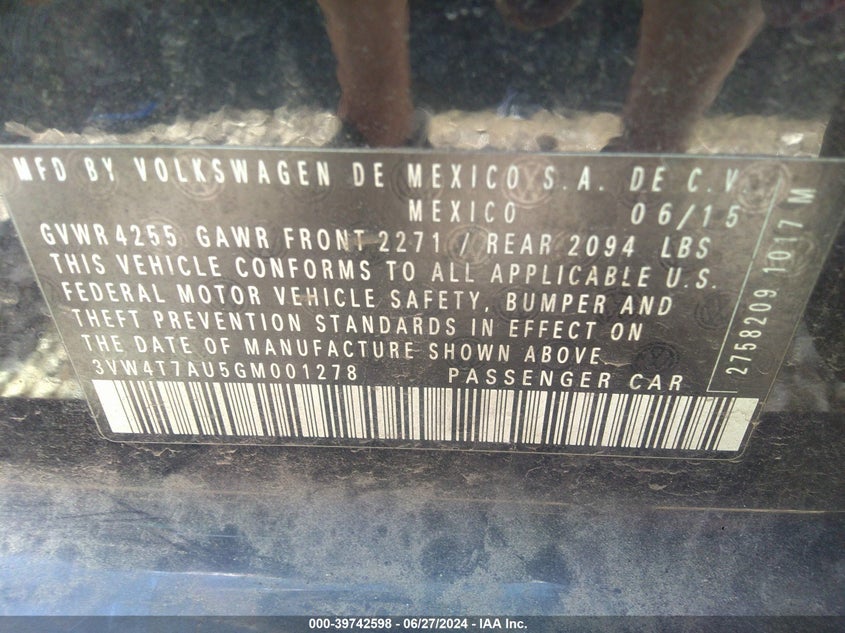 MFD BY VOLKSWAGEN DE MEXICO S.A. DE C.V.
MEXICO 06/15
GVWR 4255 GAWR FRONT 2271 / REAR 2094 LBS
THIS VEHICLE CONFORMS TO ALL APPLICABLE U.S.
FEDERAL MOTOR VEHICLE SAFETY, BUMPER AND
THEFT PREVENTION STANDARDS IN EFFECT ON
THE DATE OF MANUFACTURE SHOWN ABOVE.
3VW4T7AU5GM001278 PASSENGER CAR
2758209 1017 M
000-39742598 - 06/27/2024 - IAA Inc.